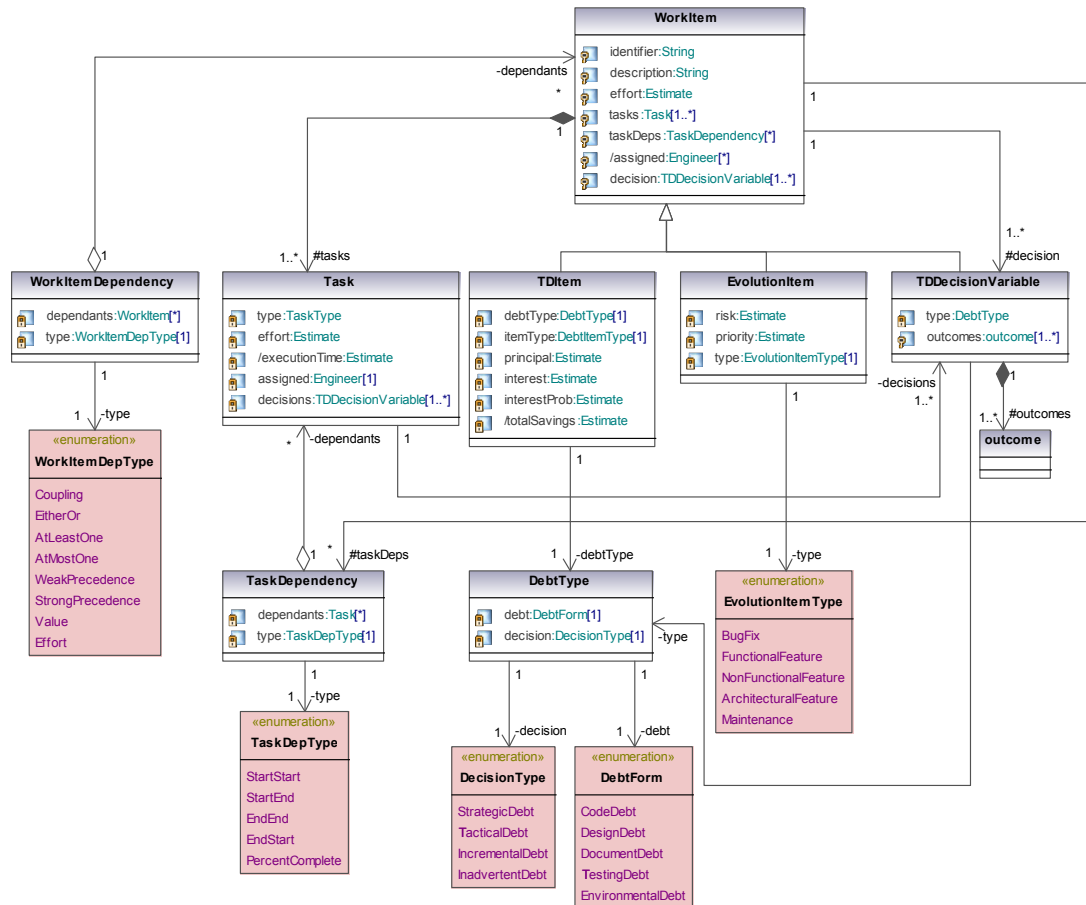 WorkItem
identifier:String
description:String
effort:Estimate
tasks:Task[1..*]
taskDeps:TaskDependency[*]
/assigned:Engineer[*]
decision:TDDecisionVariable[1..*]
-dependants
*
1
1
1
1..*
#decision
1..*
#tasks
1
WorkItemDependency
dependants:WorkItem[*]
type:WorkItemDepType[1]
Task
type:TaskType
effort:Estimate
/executionTime:Estimate
assigned:Engineer[1]
decisions:TDDecisionVariable[1..*]
TDItem
debtType:DebtType[1]
itemType:DebtItemType[1]
principal:Estimate
interest:Estimate
interestProb:Estimate
/totalSavings:Estimate
EvolutionItem
risk:Estimate
priority:Estimate
type:EvolutionItemType[1]
TDDecisionVariable
type:DebtType
outcomes:outcome[1..*]
1
1
-type
1
-decisions
1..*
1
1
#outcomes
1..*
outcome
*
-dependants
1
1
«enumeration»
WorkItemDepType
Coupling
EitherOr
AtLeastOne
AtMostOne
WeakPrecedence
StrongPrecedence
Value
Effort
1
*
#taskDeps
1
-debtType
1
-type
TaskDependency
dependants:Task[*]
type:TaskDepType[1]
DebtType
debt:DebtForm[1]
decision:DecisionType[1]
-type
«enumeration»
EvolutionItemType
BugFix
FunctionalFeature
NonFunctionalFeature
ArchitecturalFeature
Maintenance
1
1
-type
1
1
-decision
1
1
-debt
«enumeration»
TaskDepType
StartStart
StartEnd
EndEnd
EndStart
PercentComplete
«enumeration»
DecisionType
StrategicDebt
TacticalDebt
IncrementalDebt
InadvertentDebt
«enumeration»
DebtForm
CodeDebt
DesignDebt
DocumentDebt
TestingDebt
EnvironmentalDebt